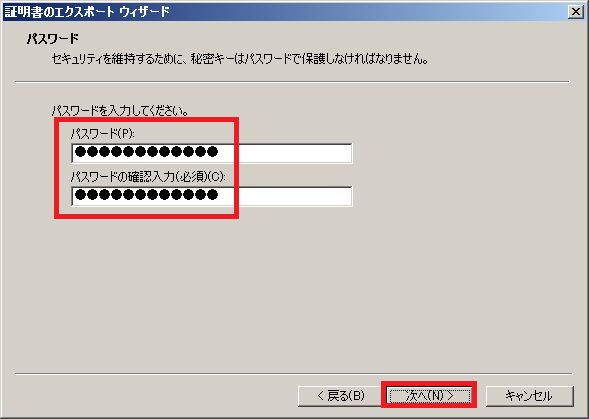 証明書のエクスポート ウィザード
パスワード
セキュリティを維持するために、秘密キーはパスワードで保護しなければなりません。
パスワードを入力してください。
パスワード(P):
●●●●●●●●●●●●
パスワードの確認入力(必須)(C):
●●●●●●●●●●●●
< 戻る(B) 次へ(N) > キャンセル